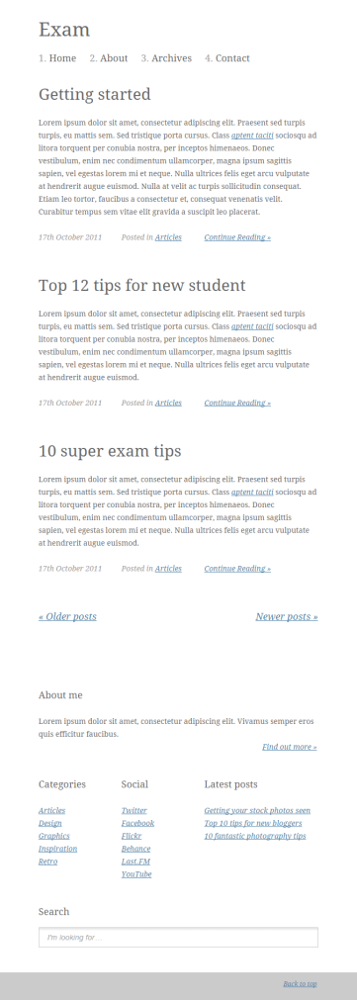 Exam
1. Home 2. About 3. Archives 4. Contact
Getting started
Lorem ipsum dolor sit amet, consectetur adipiscing elit. Praesent sed turpis
turpis, eu mattis sem. Sed tristique porta cursus. Class aptent taciti sociosqu ad
litora torquent per conubia nostra, per inceptos himenaeos. Donec
vestibulum, enim nec condimentum ullamcorper, magna ipsum sagittis
sapien, vel egestas lorem mi et neque. Nulla ultrices felis eget arcu vulputate
at hendrerit augue euismod. Nulla at velit ac turpis sollicitudin consequat.
Etiam leo tortor, faucibus a consectetur et, consequat venenatis velit.
Curabitur tempus sem vitae elit gravida a suscipit leo placerat.
17th October 2011 Posted in Articles Continue Reading »
Top 12 tips for new student
Lorem ipsum dolor sit amet, consectetur adipiscing elit. Praesent sed turpis
turpis, eu mattis sem. Sed tristique porta cursus. Class aptent taciti sociosqu ad
litora torquent per conubia nostra, per inceptos himenaeos. Donec
vestibulum, enim nec condimentum ullamcorper, magna ipsum sagittis
sapien, vel egestas lorem mi et neque. Nulla ultrices felis eget arcu vulputate
at hendrerit augue euismod.
17th October 2011 Posted in Articles Continue Reading »
10 super exam tips
Lorem ipsum dolor sit amet, consectetur adipiscing elit. Praesent sed turpis
turpis, eu mattis sem. Sed tristique porta cursus. Class aptent taciti sociosqu ad
litora torquent per conubia nostra, per inceptos himenaeos. Donec
vestibulum, enim nec condimentum ullamcorper, magna ipsum sagittis
sapien, vel egestas lorem mi et neque. Nulla ultrices felis eget arcu vulputate
at hendrerit augue euismod.
17th October 2011 Posted in Articles Continue Reading »
« Older posts Newer posts »
About me
Lorem ipsum dolor sit amet, consectetur adipiscing elit. Vivamus semper eros
quis efficitur faucibus.
Find out more »
Categories Social Latest posts
Articles Twitter Getting your stock photos seen
Design Facebook Top 10 tips for new bloggers
Graphics Flickr 10 fantastic photography tips
Inspiration Behance
Retro Last.FM
YouTube
Search
I'm looking for…
Back to top